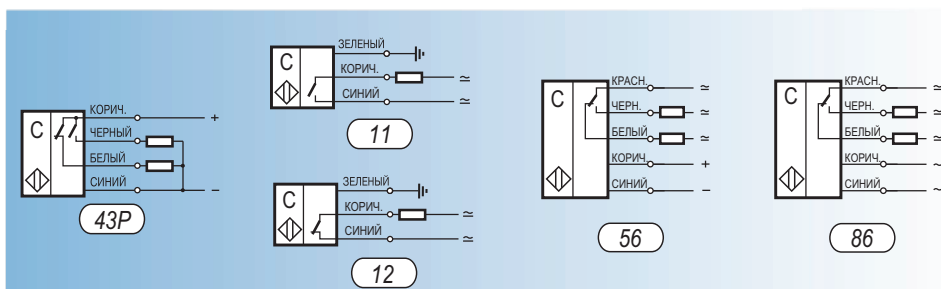 C
КОРИЧ.
+
ЧЕРНЫЙ
БЕЛЫЙ
СИНИЙ
−
43P
C
ЗЕЛЕНЫЙ
КОРИЧ.
≃
СИНИЙ
≃
11
C
ЗЕЛЕНЫЙ
КОРИЧ.
≃
СИНИЙ
≃
12
C
КРАСН.
≃
ЧЕРН.
≃
БЕЛЫЙ
≃
КОРИЧ.
+
СИНИЙ
−
56
C
КРАСН.
≃
ЧЕРН.
≃
БЕЛЫЙ
≃
КОРИЧ.
~
СИНИЙ
~
86